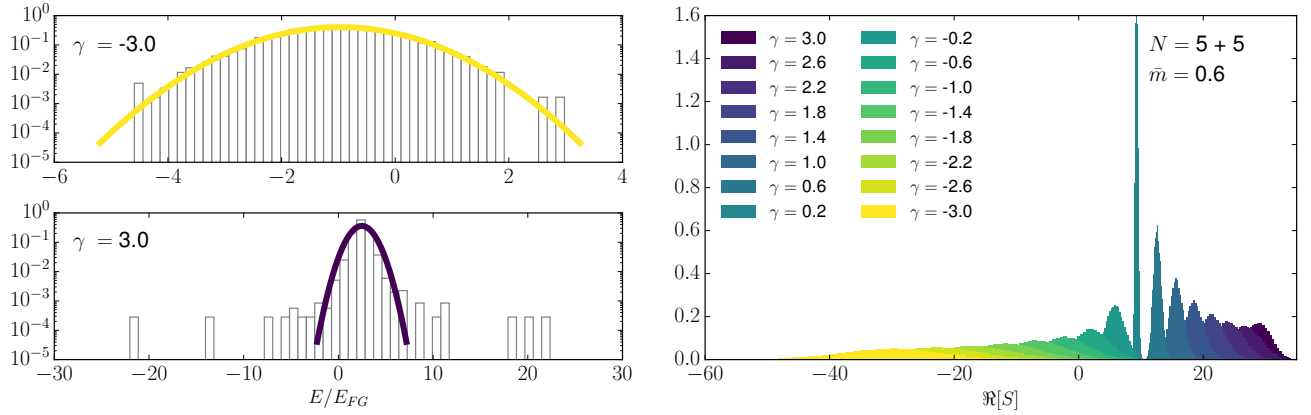 10⁰
10⁻¹
10⁻²
10⁻³
10⁻⁴
10⁻⁵
γ = -3.0
−6 −4 −2 0 2 4
10⁰
10⁻¹
10⁻²
10⁻³
10⁻⁴
10⁻⁵
γ = 3.0
−30 −20 −10 0 10 20 30
E/E_{FG}
1.6
1.4
1.2
1.0
0.8
0.6
0.4
0.2
0.0
γ = 3.0
γ = 2.6
γ = 2.2
γ = 1.8
γ = 1.4
γ = 1.0
γ = 0.6
γ = 0.2
γ = -0.2
γ = -0.6
γ = -1.0
γ = -1.4
γ = -1.8
γ = -2.2
γ = -2.6
γ = -3.0
N = 5 + 5
m̄ = 0.6
−60 −40 −20 0 20
ℜ[S]